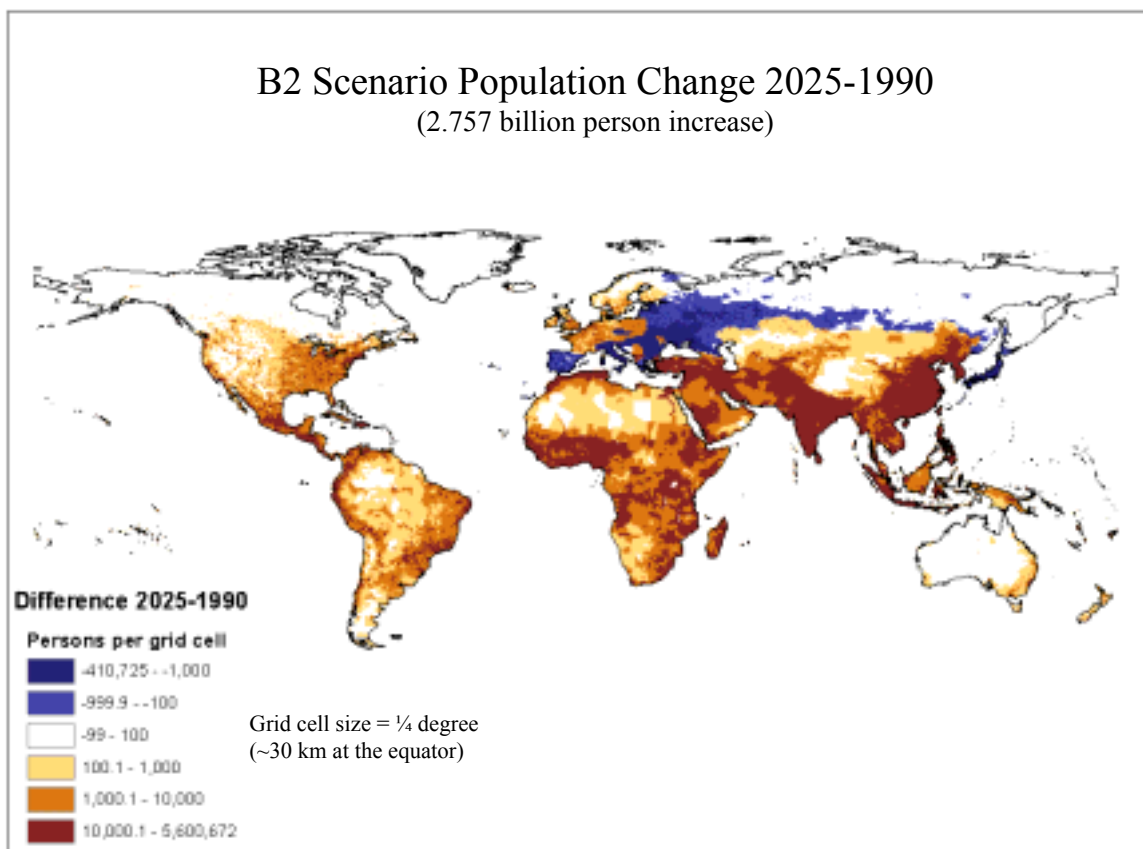 B2 Scenario Population Change 2025-1990
(2.757 billion person increase)
Difference 2025-1990
Persons per grid cell
-410,725 - -1,000
-999.9 - -100
-99 - 100
100.1 - 1,000
1,000.1 - 10,000
10,000.1 - 5,600,672
Grid cell size = ¼ degree
(~30 km at the equator)